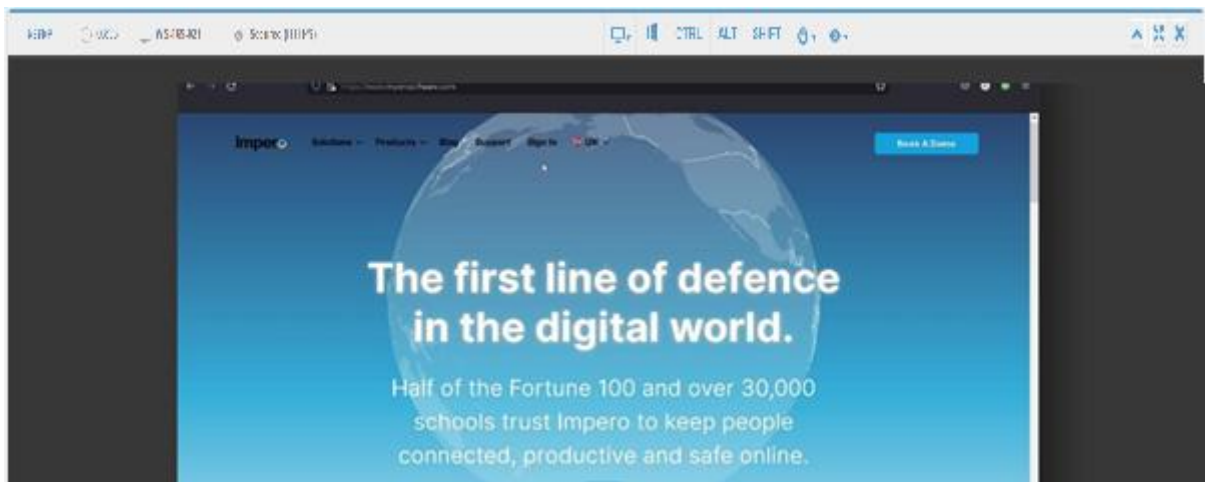 CTRL ALT SHIFT
impero Solutions Products Blog Support Sign In UK Book A Demo
The first line of defence
in the digital world.
Half of the Fortune 100 and over 30,000
schools trust Impero to keep people
connected, productive and safe online.